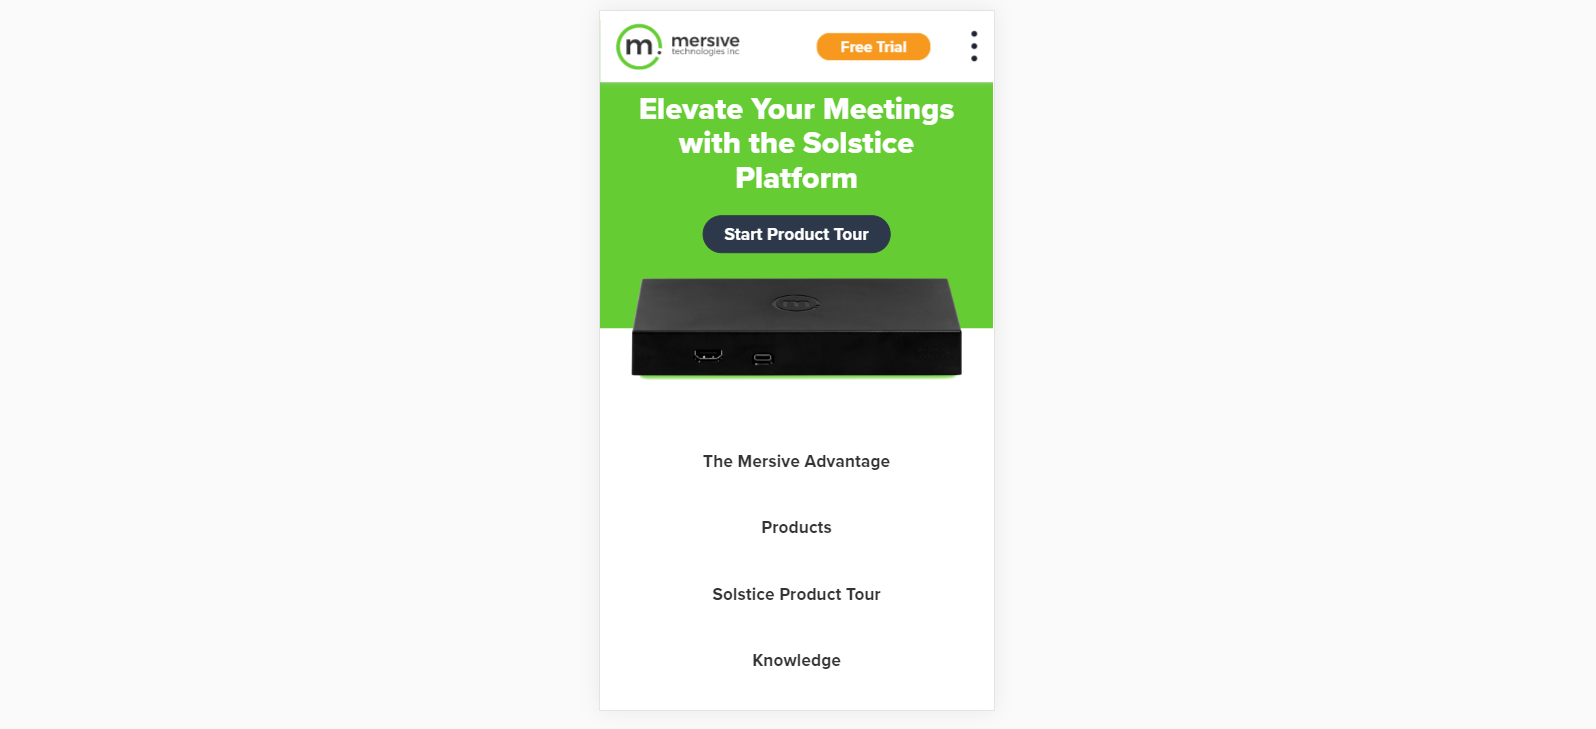 m.
mersive
technologies inc
Free Trial
Elevate Your Meetings
with the Solstice
Platform
Start Product Tour
m
The Mersive Advantage
Products
Solstice Product Tour
Knowledge